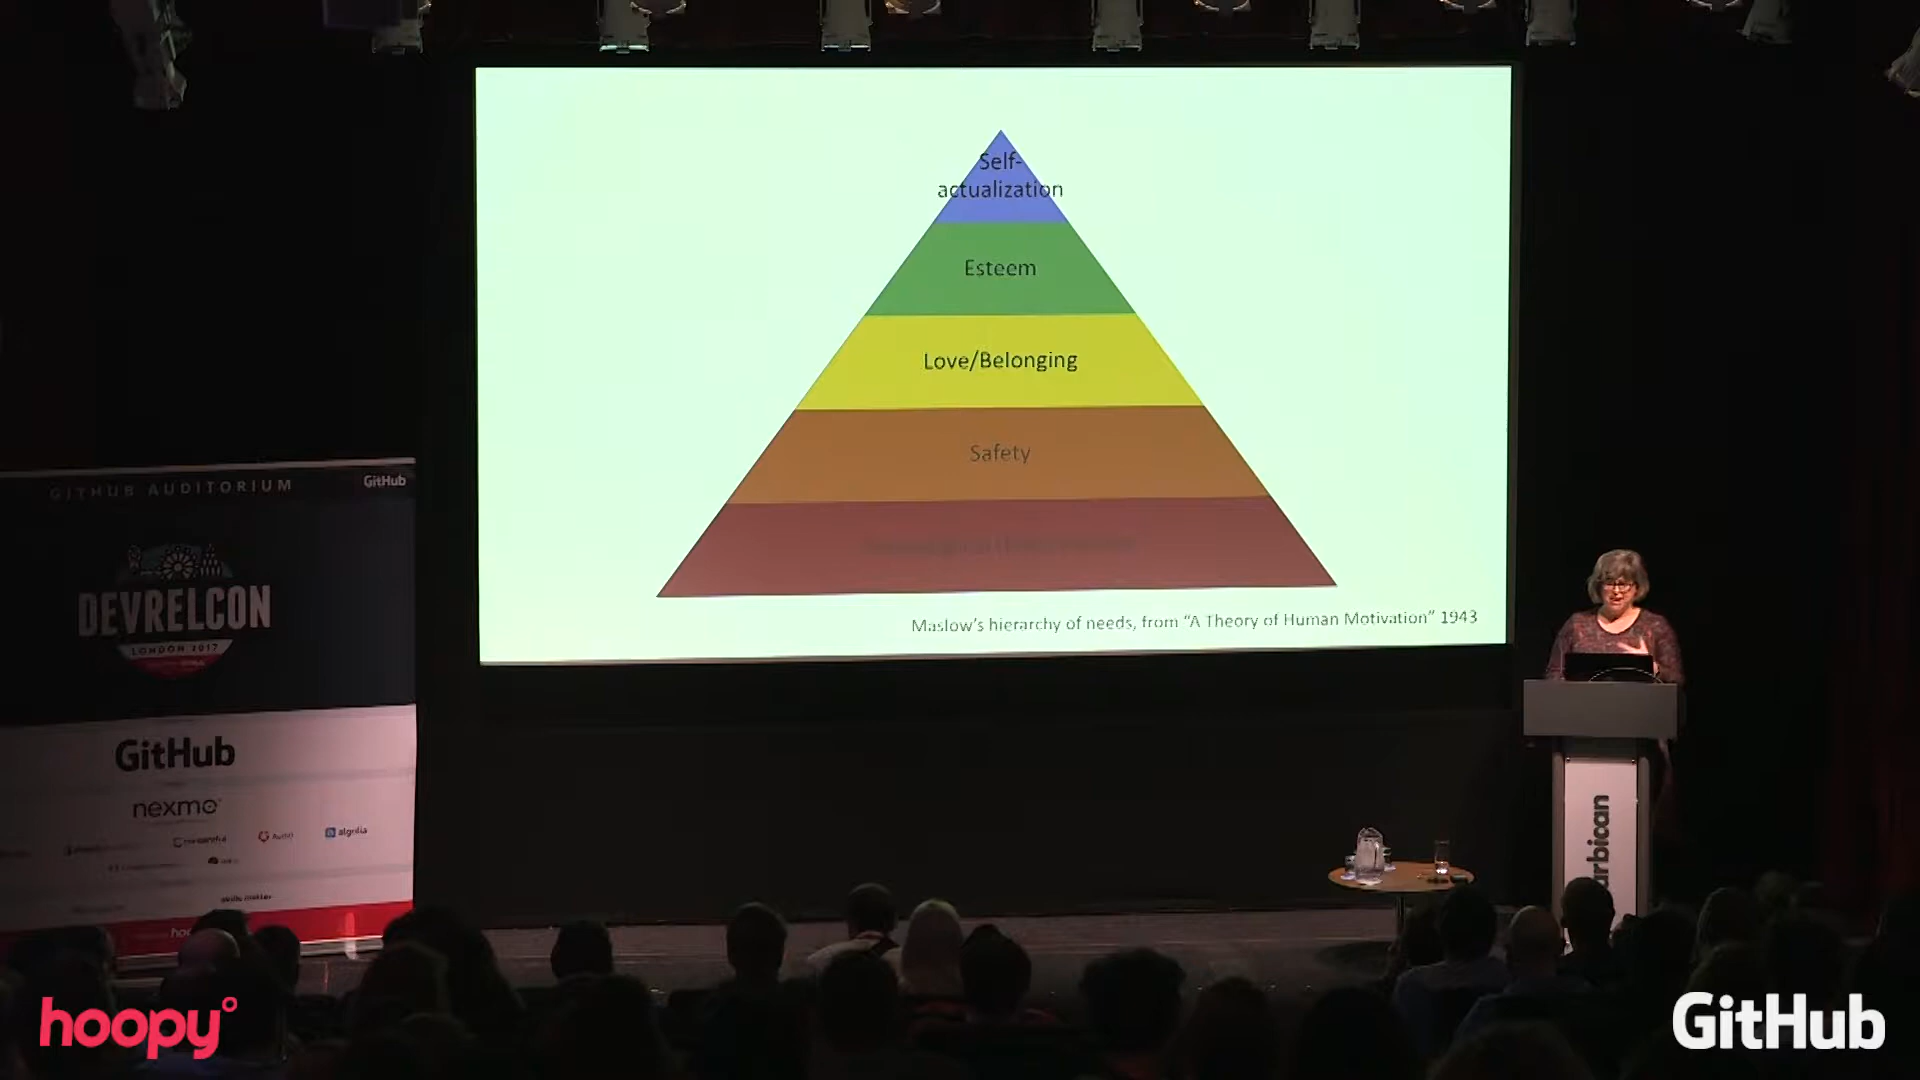 Self-
actualization
Esteem
Love/Belonging
Safety
Maslow's hierarchy of needs, from "A Theory of Human Motivation" 1943
GITHUB AUDITORIUM
GitHub
DEVRELCON
LONDON 2017
GitHub
nexmo
algolia
arbican
hoopy
GitHub